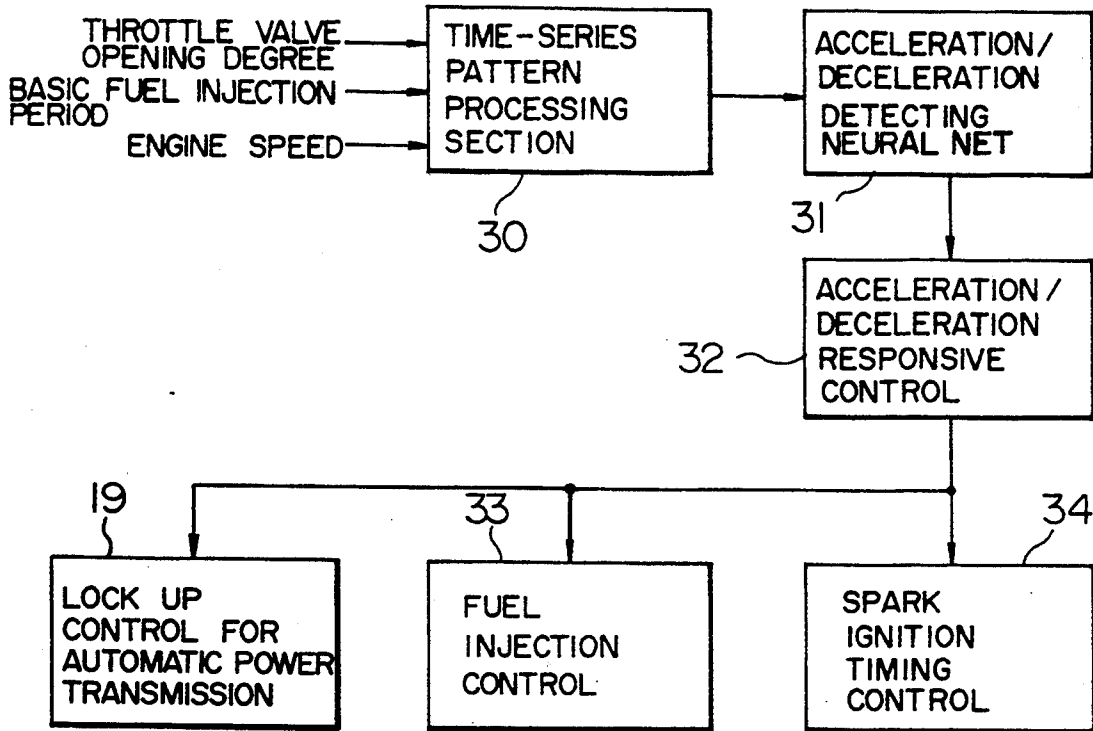 THROTTLE VALVE
OPENING DEGREE
BASIC FUEL INJECTION
PERIOD
ENGINE SPEED
TIME-SERIES
PATTERN
PROCESSING
SECTION
30
ACCELERATION/
DECELERATION
DETECTING
NEURAL NET
31
ACCELERATION/
DECELERATION
RESPONSIVE
CONTROL
32
19
LOCK UP
CONTROL FOR
AUTOMATIC POWER
TRANSMISSION
33
FUEL
INJECTION
CONTROL
34
SPARK
IGNITION
TIMING
CONTROL